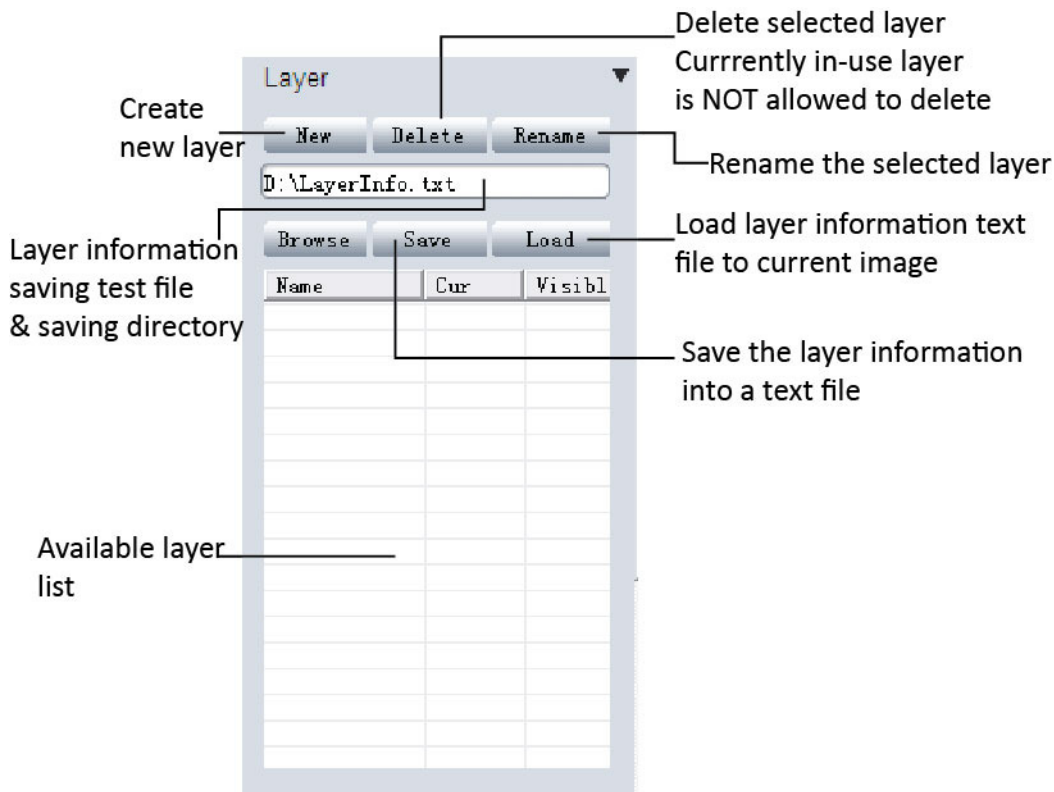 Delete selected layer
Currrently in-use layer
is NOT allowed to delete
Layer
Create
new layer
New
Delete
Rename
Rename the selected layer
D:\LayerInfo.txt
Layer information
saving test file
& saving directory
Browse
Save
Load
Load layer information text
file to current image
Name
Cur
Visibl
Save the layer information
into a text file
Available layer
list